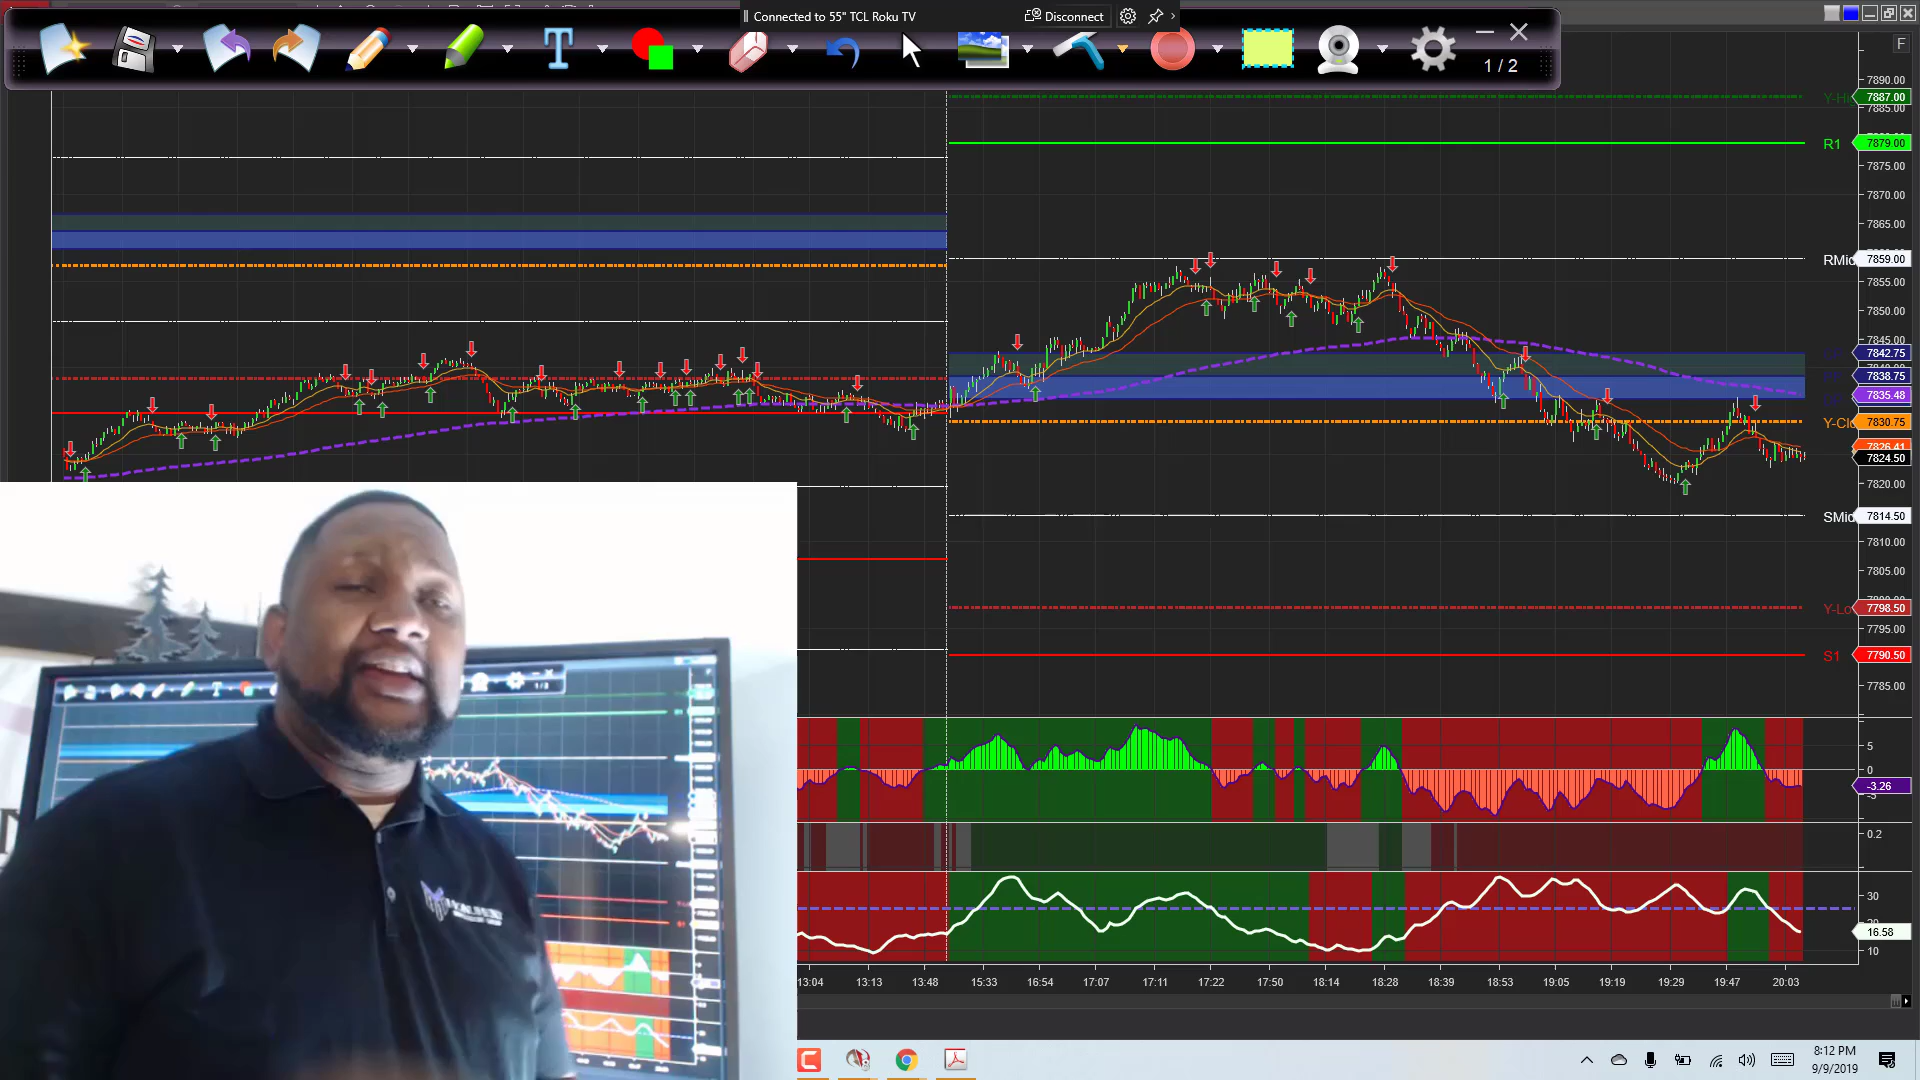 Connected to 55" TCL Roku TV
Disconnect
T
1 / 2
F
7890.00
7887.00
7885.00
R1
7879.00
7875.00
7870.00
7865.00
RMid
7859.00
7855.00
7850.00
7845.00
7842.75
7838.75
7835.48
Y-Clo
7830.75
7826.41
7824.50
7820.00
SMid
7814.50
7810.00
7805.00
Y-Lo
7798.50
7795.00
S1
7790.50
7785.00
5
0
-3.26
0.2
30
16.58
10
13:04 13:13 13:48 15:33 16:54 17:07 17:11 17:22 17:50 18:14 18:28 18:39 18:53 19:05 19:19 19:29 19:47 20:03
8:12 PM
9/9/2019